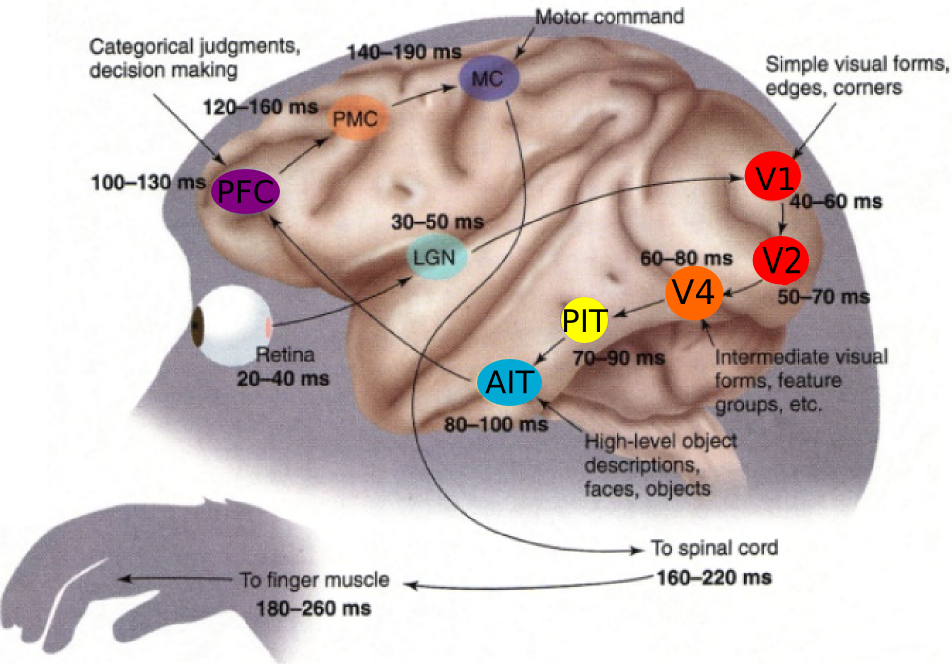 Motor command
Categorical judgments,
decision making
140–190 ms
MC
Simple visual forms,
edges, corners
120–160 ms
PMC
100–130 ms
PFC
V1
40–60 ms
30–50 ms
LGN
60–80 ms
V2
V4
50–70 ms
PIT
Retina
20–40 ms
70–90 ms
Intermediate visual
forms, feature
groups, etc.
AIT
80–100 ms
High-level object
descriptions,
faces, objects
To spinal cord
160–220 ms
To finger muscle
180–260 ms